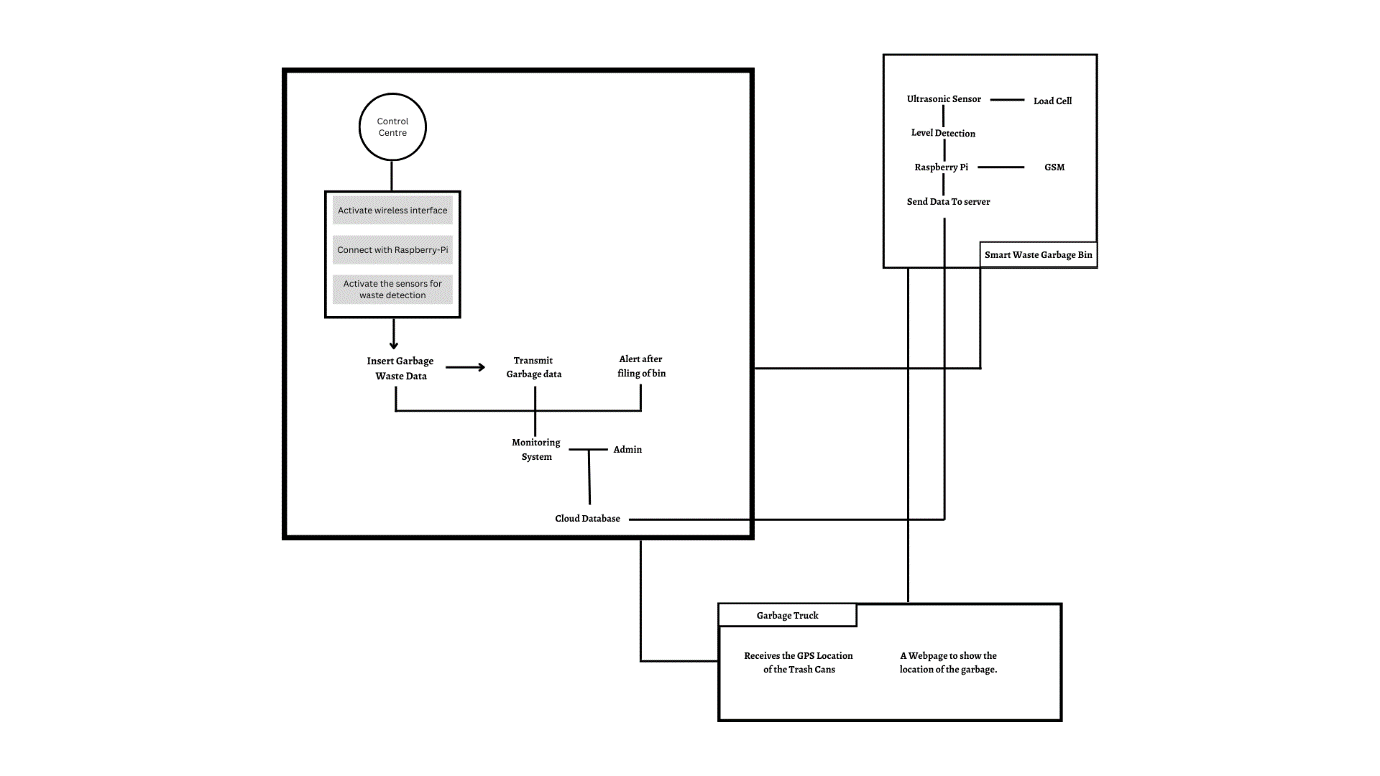 Control
Centre
Activate wireless interface
Connect with Raspberry-Pi
Activate the sensors for
waste detection
Insert Garbage
Waste Data
Transmit
Garbage data
Alert after
filing of bin
Monitoring
System
Admin
Cloud Database
Ultrasonic Sensor
Load Cell
Level Detection
Raspberry Pi
GSM
Send Data To server
Smart Waste Garbage Bin
Garbage Truck
Receives the GPS Location
of the Trash Cans
A Webpage to show the
location of the garbage.